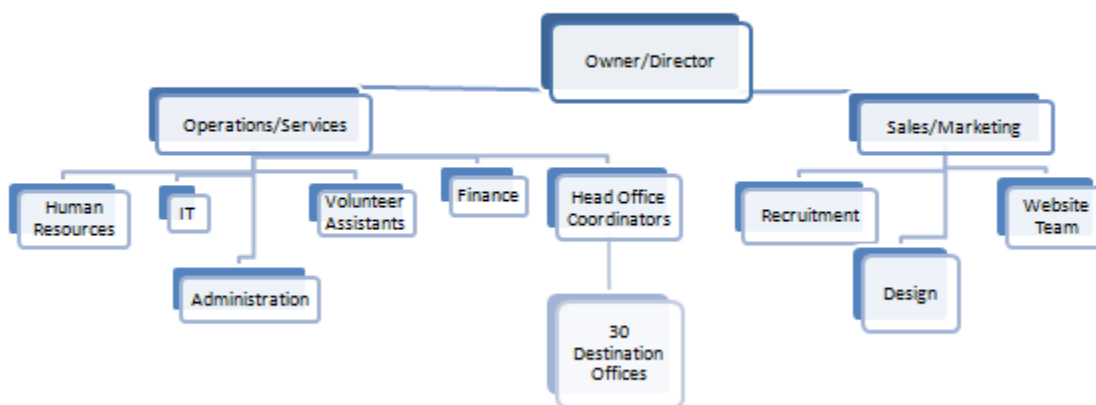 Owner/Director
Operations/Services
Sales/Marketing
Human
Resources
IT
Volunteer
Assistants
Finance
Head Office
Coordinators
Recruitment
Website
Team
Administration
Design
30
Destination
Offices